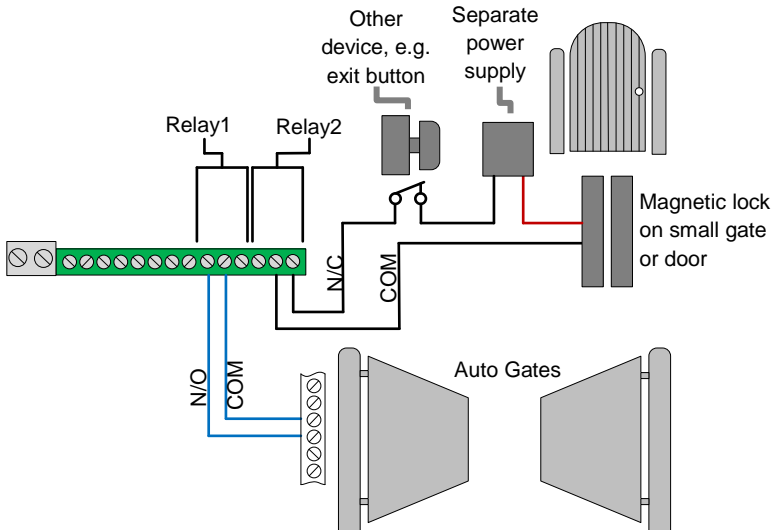 Other
device, e.g.
exit button
Separate
power
supply
Relay1
Relay2
Magnetic lock
on small gate
or door
N/C
COM
N/O
COM
Auto Gates